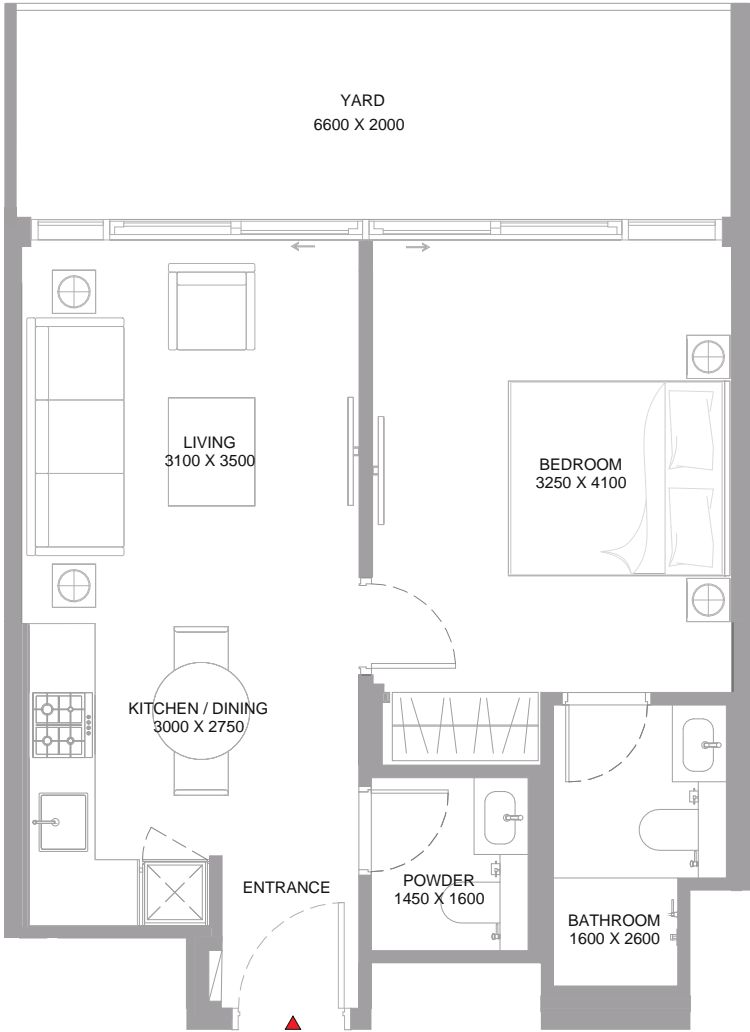 YARD
6600 X 2000
LIVING
3100 X 3500
BEDROOM
3250 X 4100
KITCHEN / DINING
3000 X 2750
ENTRANCE
POWDER
1450 X 1600
BATHROOM
1600 X 2600